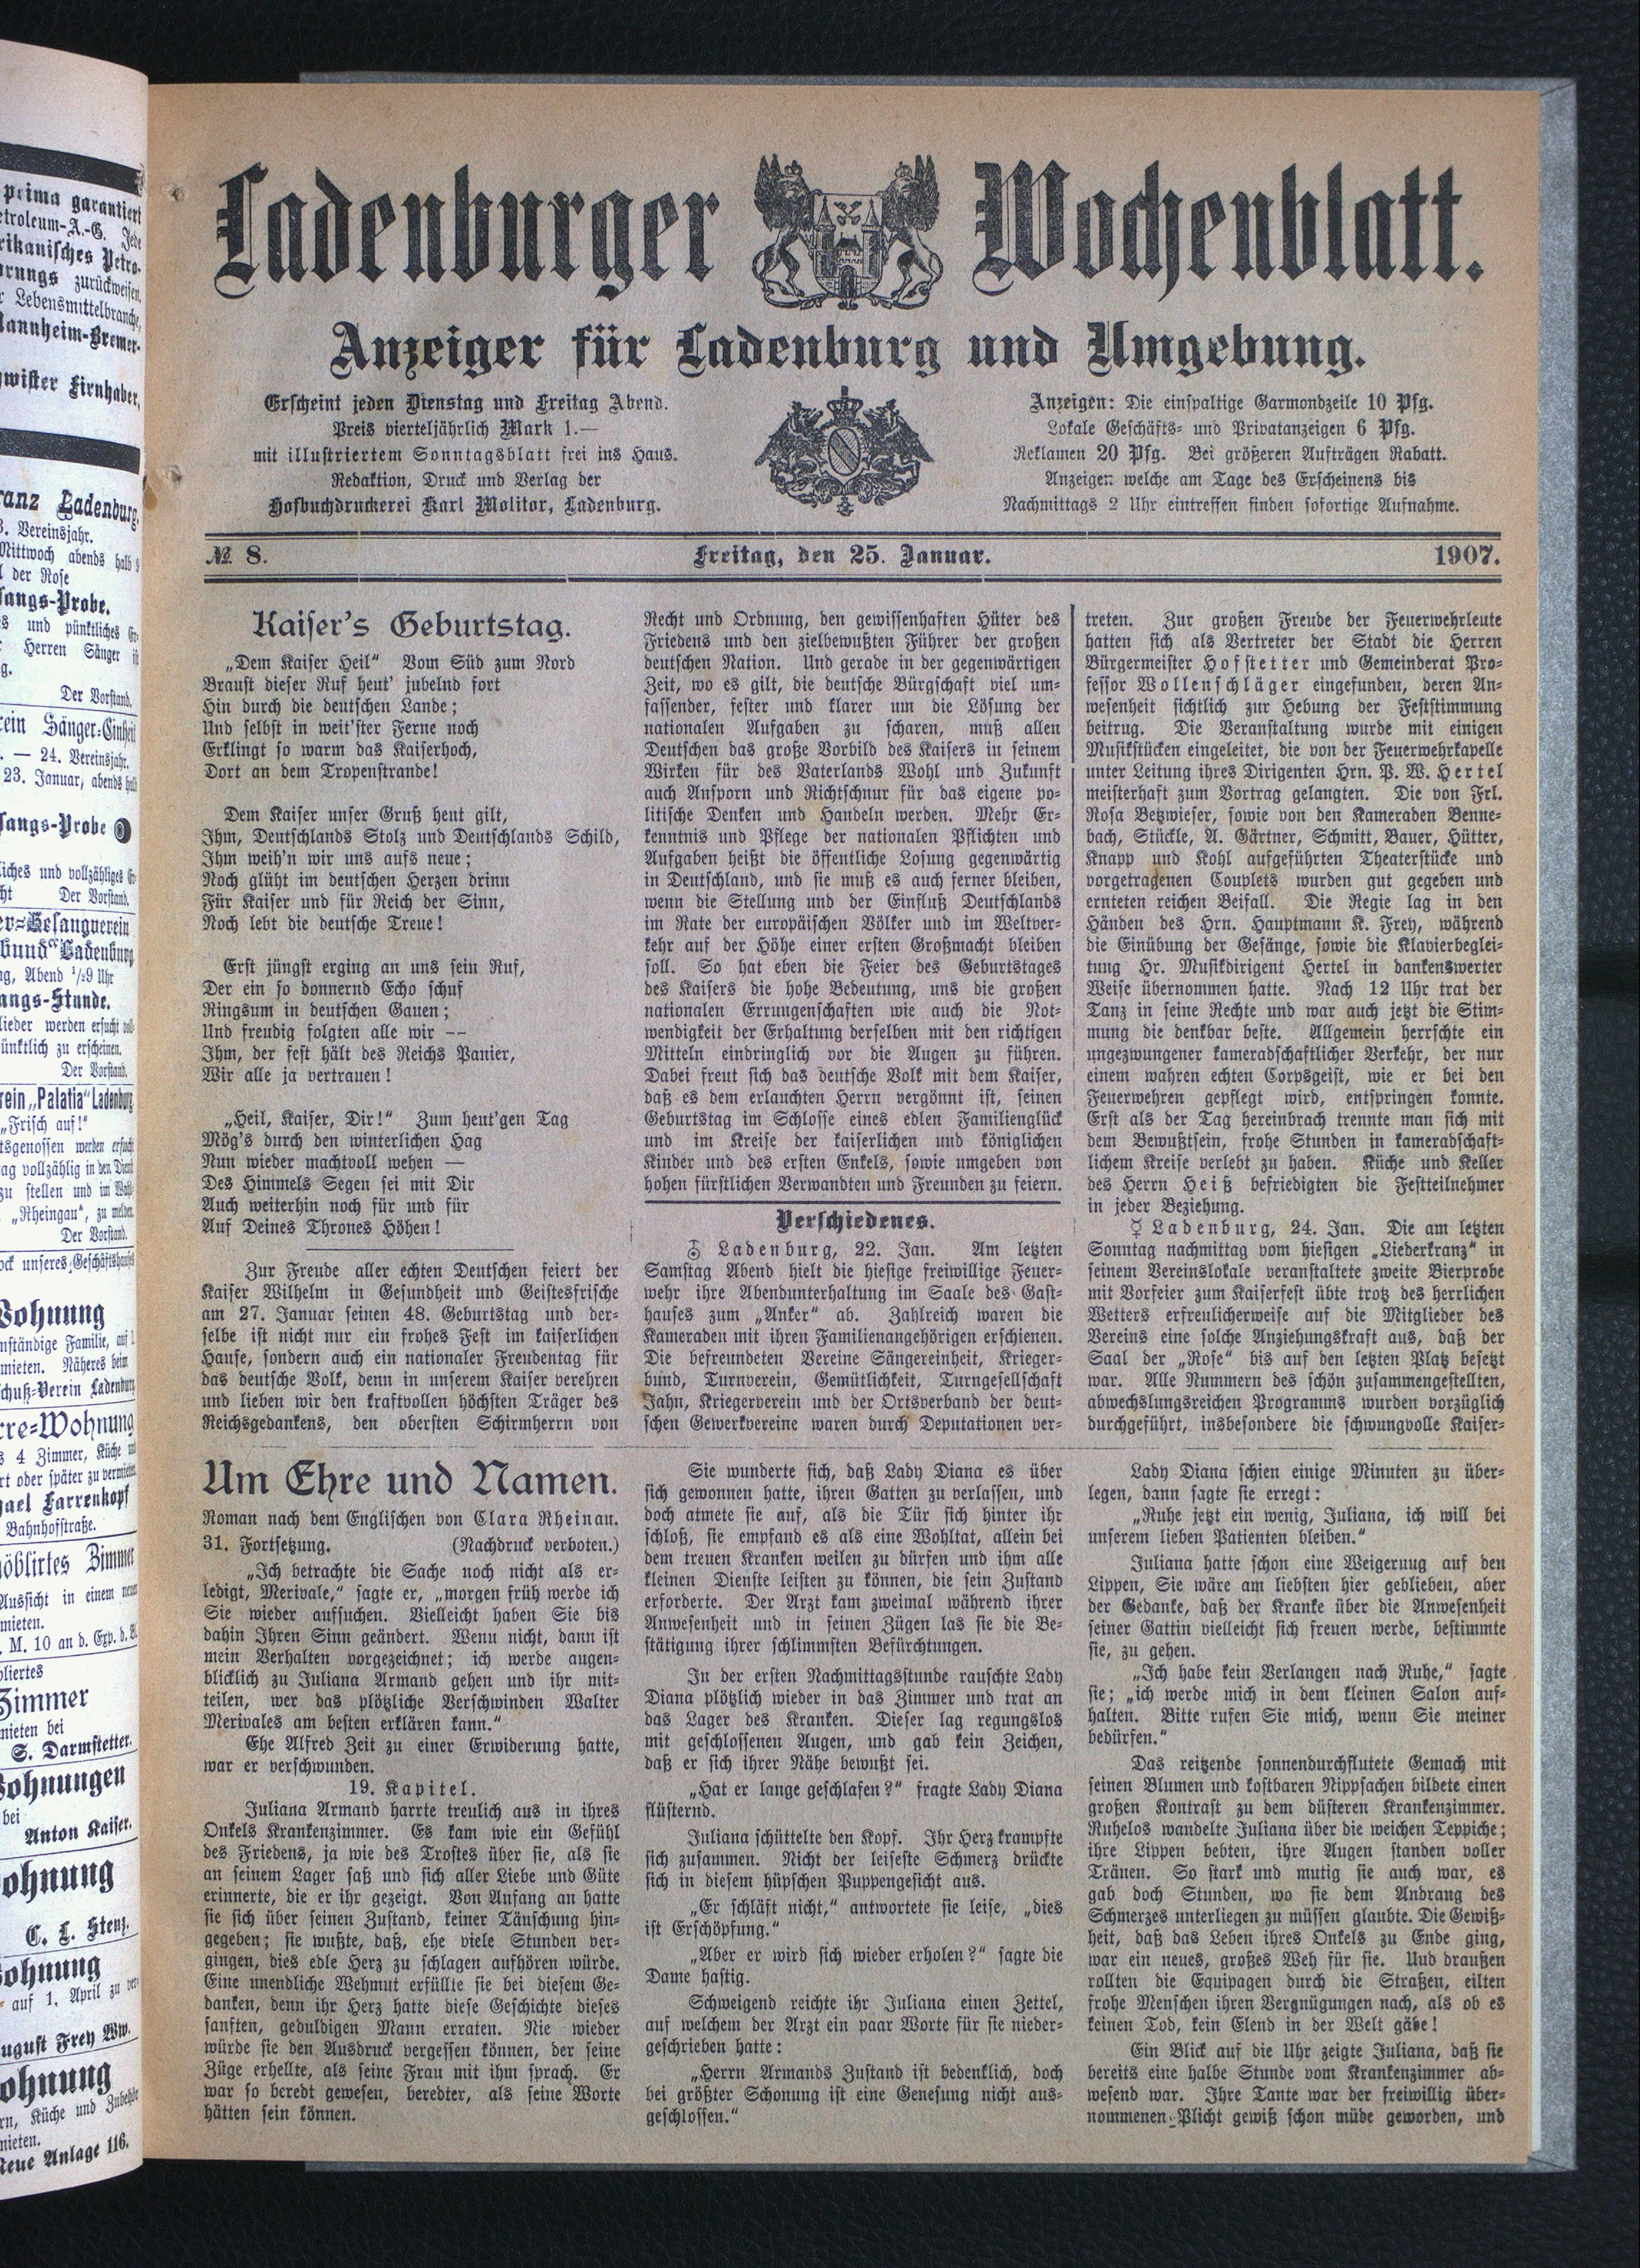 Ladenburger Wochenblatt.
Anzeiger für Ladenburg und Umgebung.
Erscheint jeden Dienstag und Freitag Abend.
Preis vierteljährlich Mark 1.—
mit illustriertem Sonntagsblatt frei ins Haus.
Redaktion, Druck und Verlag der
Hofbuchdruckerei Karl Molitor, Ladenburg.
Anzeigen: Die einspaltige Garmondzeile 10 Pfg.
Lokale Geschäfts- und Privatanzeigen 6 Pfg.
Reklamen 20 Pfg. Bei größeren Aufträgen Rabatt.
Anzeigen welche am Tage des Erscheinens bis
Nachmittags 2 Uhr eintreffen finden sofortige Aufnahme.
№ 8. Freitag, den 25. Januar. 1907.
Kaiser's Geburtstag.
„Dem Kaiser Heil“ Vom Süd zum Nord
Braust dieser Ruf heut' jubelnd fort
Hin durch die deutschen Lande;
Und selbst in weit'ster Ferne noch
Erklingt so warm das Kaiserhoch,
Dort an dem Tropenstrande!
Dem Kaiser unser Gruß heut gilt,
Ihm, Deutschlands Stolz und Deutschlands Schild,
Ihm weih'n wir uns aufs neue;
Noch glüht im deutschen Herzen drinn
Für Kaiser und für Reich der Sinn,
Noch lebt die deutsche Treue!
Erst jüngst erging an uns sein Ruf,
Der ein so donnernd Echo schuf
Ringsum in deutschen Gauen;
Und freudig folgten alle wir --
Ihm, der fest hält des Reichs Panier,
Wir alle ja vertrauen!
„Heil, Kaiser, Dir!“ Zum heut'gen Tag
Mög's durch den winterlichen Hag
Nun wieder machtvoll wehen —
Des Himmels Segen sei mit Dir
Auch weiterhin noch für und für
Auf Deines Thrones Höhen!
Zur Freude aller echten Deutschen feiert der
Kaiser Wilhelm in Gesundheit und Geistesfrische
am 27. Januar seinen 48. Geburtstag und der-
selbe ist nicht nur ein frohes Fest im kaiserlichen
Hause, sondern auch ein nationaler Freudentag für
das deutsche Volk, denn in unserem Kaiser verehren
und lieben wir den kraftvollen höchsten Träger des
Reichsgedankens, den obersten Schirmherrn von
Recht und Ordnung, den gewissenhaften Hüter des
Friedens und den zielbewußten Führer der großen
deutschen Nation. Und gerade in der gegenwärtigen
Zeit, wo es gilt, die deutsche Bürgschaft viel um-
fassender, fester und klarer um die Lösung der
nationalen Aufgaben zu scharen, muß allen
Deutschen das große Vorbild des Kaisers in seinem
Wirken für des Vaterlands Wohl und Zukunft
auch Ansporn und Richtschnur für das eigene po-
litische Denken und Handeln werden. Mehr Er-
kenntnis und Pflege der nationalen Pflichten und
Aufgaben heißt die öffentliche Losung gegenwärtig
in Deutschland, und sie muß es auch ferner bleiben,
wenn die Stellung und der Einfluß Deutschlands
im Rate der europäischen Völker und im Weltver-
kehr auf der Höhe einer ersten Großmacht bleiben
soll. So hat eben die Feier des Geburtstages
des Kaisers die hohe Bedeutung, uns die großen
nationalen Errungenschaften wie auch die Not-
wendigkeit der Erhaltung derselben mit den richtigen
Mitteln eindringlich vor die Augen zu führen.
Dabei freut sich das deutsche Volk mit dem Kaiser,
daß es dem erlauchten Herrn vergönnt ist, seinen
Geburtstag im Schlosse eines edlen Familienglück
und im Kreise der kaiserlichen und königlichen
Kinder und des ersten Enkels, sowie umgeben von
hohen fürstlichen Verwandten und Freunden zu feiern.
Verschiedenes.
♁ Ladenburg, 22. Jan. Am letzten
Samstag Abend hielt die hiesige freiwillige Feuer-
wehr ihre Abendunterhaltung im Saale des Gast-
hauses zum „Anker“ ab. Zahlreich waren die
Kameraden mit ihren Familienangehörigen erschienen.
Die befreundeten Vereine Sängereinheit, Krieger-
bund, Turnverein, Gemütlichkeit, Turngesellschaft
Jahn, Kriegerverein und der Ortsverband der deut-
schen Gewerkvereine waren durch Deputationen ver-
treten. Zur großen Freude der Feuerwehrleute
hatten sich als Vertreter der Stadt die Herren
Bürgermeister Hofstetter und Gemeinderat Pro-
fessor Wollenschläger eingefunden, deren An-
wesenheit sichtlich zur Hebung der Feststimmung
beitrug. Die Veranstaltung wurde mit einigen
Musikstücken eingeleitet, die von der Feuerwehrkapelle
unter Leitung ihres Dirigenten Hrn. P. W. Hertel
meisterhaft zum Vortrag gelangten. Die von Frl.
Rosa Betzwieser, sowie von den Kameraden Benne-
bach, Stückle, A. Gärtner, Schmitt, Bauer, Hütter,
Knapp und Kohl aufgeführten Theaterstücke und
vorgetragenen Couplets wurden gut gegeben und
ernteten reichen Beifall. Die Regie lag in den
Händen des Hrn. Hauptmann K. Frey, während
die Einübung der Gesänge, sowie die Klavierbeglei-
tung Hr. Musikdirigent Hertel in dankenswerter
Weise übernommen hatte. Nach 12 Uhr trat der
Tanz in seine Rechte und war auch jetzt die Stim-
mung die denkbar beste. Allgemein herrschte ein
ungezwungener kameradschaftlicher Verkehr, der nur
einem wahren echten Corpsgeist, wie er bei den
Feuerwehren gepflegt wird, entspringen konnte.
Erst als der Tag hereinbrach trennte man sich mit
dem Bewußtsein, frohe Stunden in kameradschaft-
lichem Kreise verlebt zu haben. Küche und Keller
des Herrn Heiß befriedigten die Festteilnehmer
in jeder Beziehung.
☿ Ladenburg, 24. Jan. Die am letzten
Sonntag nachmittag vom hiesigen „Liederkranz“ in
seinem Vereinslokale veranstaltete zweite Bierprobe
mit Vorfeier zum Kaiserfest übte trotz des herrlichen
Wetters erfreulicherweise auf die Mitglieder des
Vereins eine solche Anziehungskraft aus, daß der
Saal der „Rose“ bis auf den letzten Platz besetzt
war. Alle Nummern des schön zusammengestellten,
abwechslungsreichen Programms wurden vorzüglich
durchgeführt, insbesondere die schwungvolle Kaiser-
Um Ehre und Namen.
Roman nach dem Englischen von Clara Rheinau.
31. Fortsetzung. (Nachdruck verboten.)
„Ich betrachte die Sache noch nicht als er-
ledigt, Merivale,“ sagte er, „morgen früh werde ich
Sie wieder aufsuchen. Vielleicht haben Sie bis
dahin Ihren Sinn geändert. Wenn nicht, dann ist
mein Verhalten vorgezeichnet; ich werde augen-
blicklich zu Juliana Armand gehen und ihr mit-
teilen, wer das plötzliche Verschwinden Walter
Merivales am besten erklären kann.“
Ehe Alfred Zeit zu einer Erwiderung hatte,
war er verschwunden.
19. Kapitel.
Juliana Armand harrte treulich aus in ihres
Onkels Krankenzimmer. Es kam wie ein Gefühl
des Friedens, ja wie des Trostes über sie, als sie
an seinem Lager saß und sich aller Liebe und Güte
erinnerte, die er ihr gezeigt. Von Anfang an hatte
sie sich über seinen Zustand, keiner Täuschung hin-
gegeben; sie wußte, daß, ehe viele Stunden ver-
gingen, dies edle Herz zu schlagen aufhören würde.
Eine unendliche Wehmut erfüllte sie bei diesem Ge-
danken, denn ihr Herz hatte diese Geschichte dieses
sanften, geduldigen Mann erraten. Nie wieder
würde sie den Ausdruck vergessen können, der seine
Züge erhellte, als seine Frau mit ihm sprach. Er
war so beredt gewesen, beredter, als seine Worte
hätten sein können.
Sie wunderte sich, daß Lady Diana es über
sich gewonnen hatte, ihren Gatten zu verlassen, und
doch atmete sie auf, als die Tür sich hinter ihr
schloß, sie empfand es als eine Wohltat, allein bei
dem treuen Kranken weilen zu dürfen und ihm alle
kleinen Dienste leisten zu können, die sein Zustand
erforderte. Der Arzt kam zweimal während ihrer
Anwesenheit und in seinen Zügen las sie die Be-
stätigung ihrer schlimmsten Befürchtungen.
In der ersten Nachmittagsstunde rauschte Lady
Diana plötzlich wieder in das Zimmer und trat an
das Lager des Kranken. Dieser lag regungslos
mit geschlossenen Augen, und gab kein Zeichen,
daß er sich ihrer Nähe bewußt sei.
„Hat er lange geschlafen?“ fragte Lady Diana
flüsternd.
Juliana schüttelte den Kopf. Ihr Herz krampfte
sich zusammen. Nicht der leiseste Schmerz drückte
sich in diesem hüpschen Puppengesicht aus.
„Er schläft nicht,“ antwortete sie leise, „dies
ist Erschöpfung.“
„Aber er wird sich wieder erholen?“ sagte die
Dame hastig.
Schweigend reichte ihr Juliana einen Zettel,
auf welchem der Arzt ein paar Worte für sie nieder-
geschrieben hatte:
„Herrn Armands Zustand ist bedenklich, doch
bei größter Schonung ist eine Genesung nicht aus-
geschlossen.“
Lady Diana schien einige Minuten zu über-
legen, dann sagte sie erregt:
„Ruhe jetzt ein wenig, Juliana, ich will bei
unserem lieben Patienten bleiben.“
Juliana hatte schon eine Weigerung auf den
Lippen, Sie wäre am liebsten hier geblieben, aber
der Gedanke, daß der Kranke über die Anwesenheit
seiner Gattin vielleicht sich freuen werde, bestimmte
sie, zu gehen.
„Ich habe kein Verlangen nach Ruhe,“ sagte
sie; „ich werde mich in dem kleinen Salon auf-
halten. Bitte rufen Sie mich, wenn Sie meiner
bedürfen.“
Das reizende sonnendurchflutete Gemach mit
seinen Blumen und kostbaren Nippsachen bildete einen
großen Kontrast zu dem düsteren Krankenzimmer.
Ruhelos wandelte Juliana über die weichen Teppiche;
ihre Lippen bebten, ihre Augen standen voller
Tränen. So stark und mutig sie auch war, es
gab doch Stunden, wo sie dem Andrang des
Schmerzes unterliegen zu müssen glaubte. Die Gewiß-
heit, daß das Leben ihres Onkels zu Ende ging,
war ein neues, großes Weh für sie. Und draußen
rollten die Equipagen durch die Straßen, eilten
frohe Menschen ihren Vergnügungen nach, als ob es
keinen Tod, kein Elend in der Welt gäbe!
Ein Blick auf die Uhr zeigte Juliana, daß sie
bereits eine halbe Stunde vom Krankenzimmer ab-
wesend war. Ihre Tante war der freiwillig über-
nommenen Plicht gewiß schon müde geworden, und